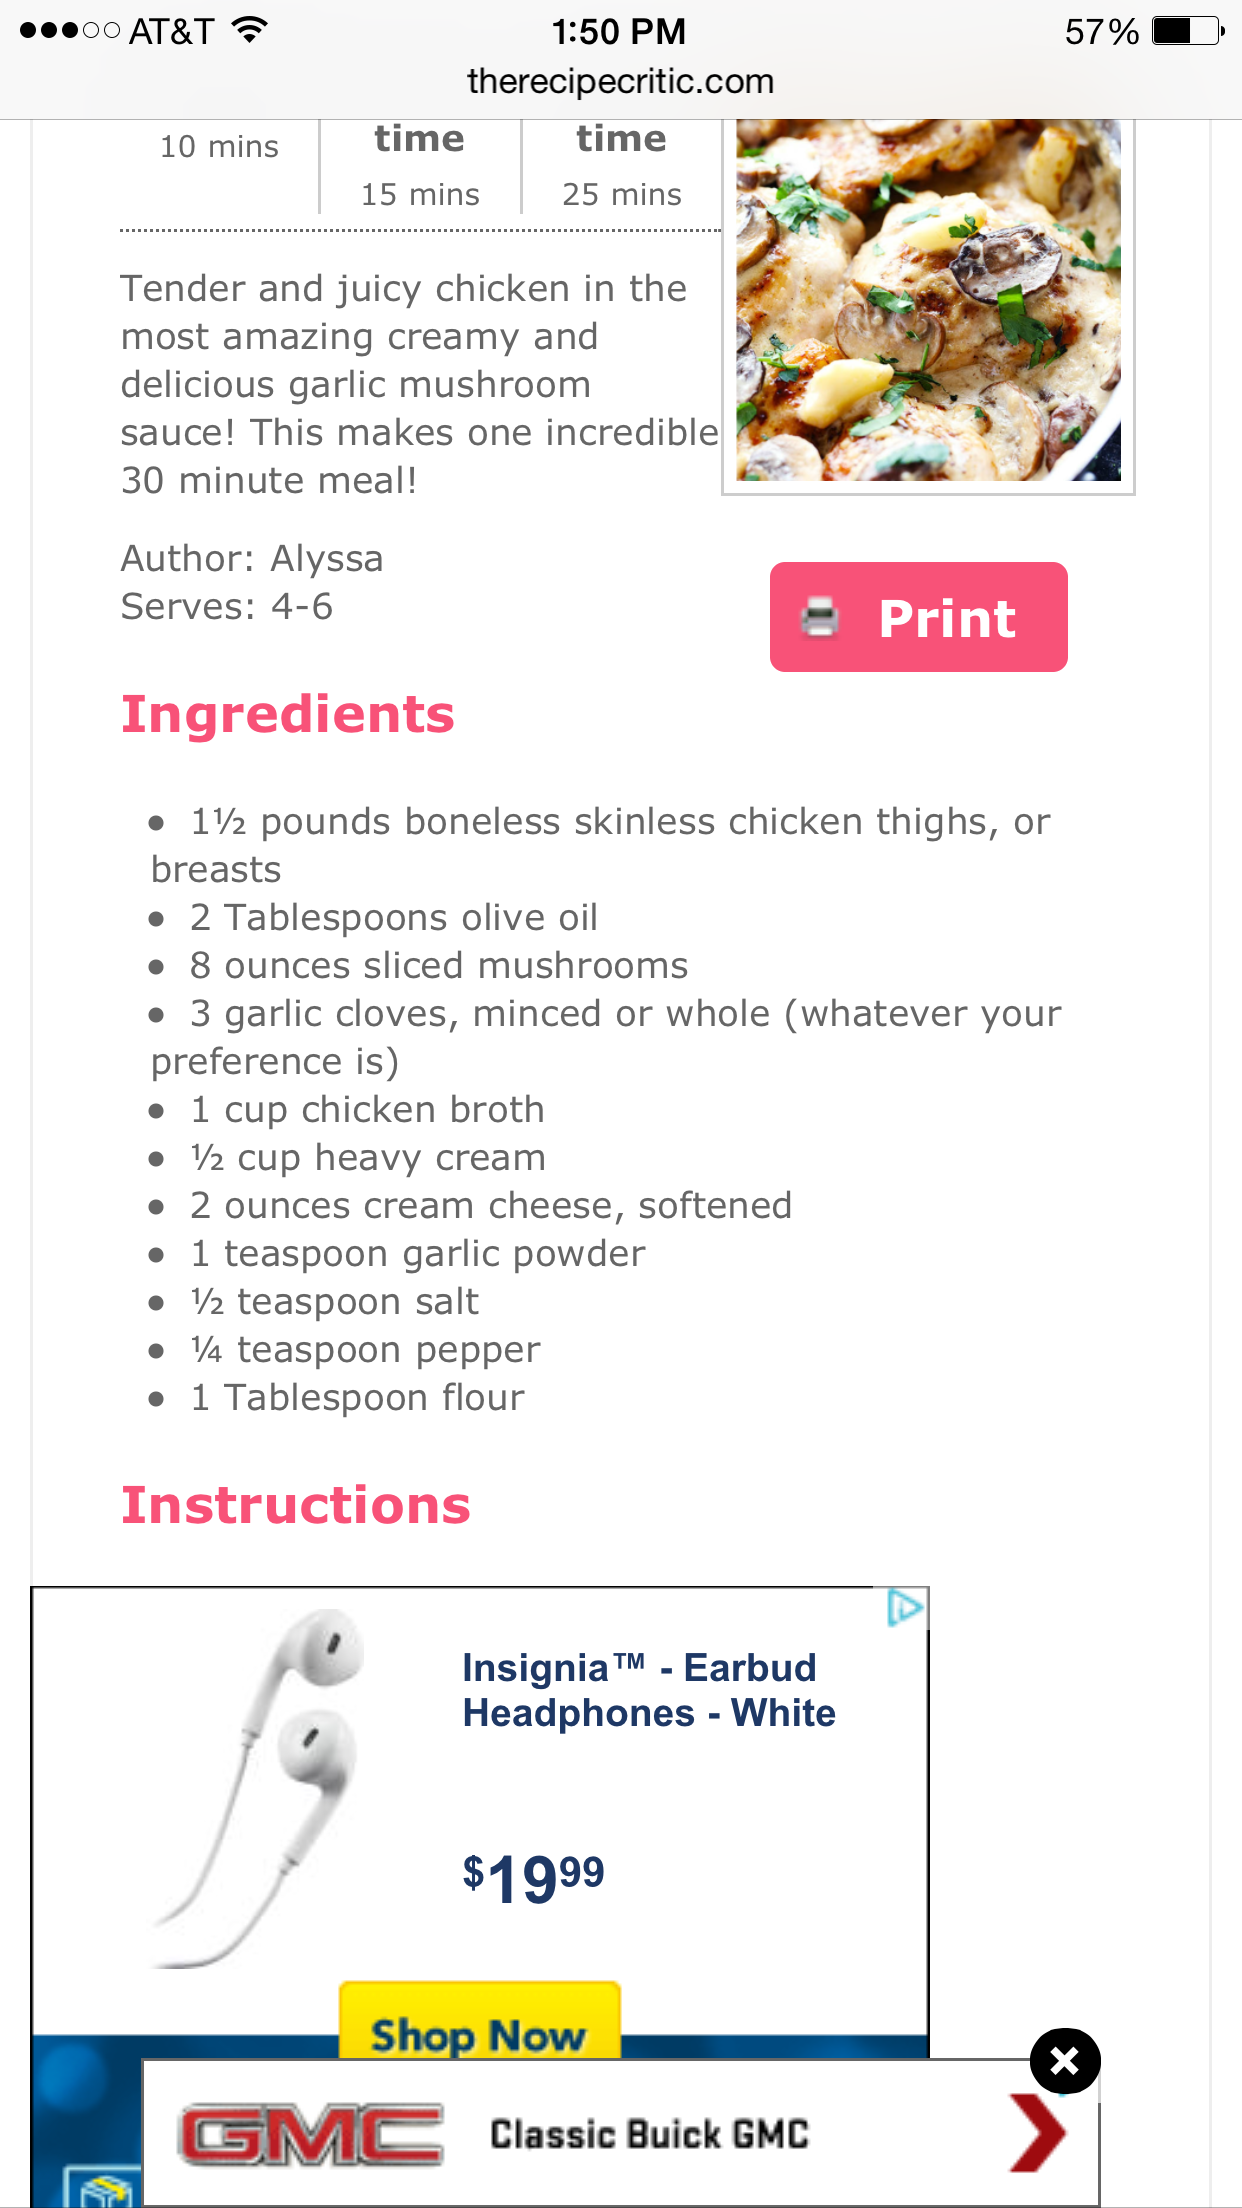 AT&T 1:50 PM 57%
therecipecritic.com
10 mins
time
15 mins
time
25 mins
Tender and juicy chicken in the
most amazing creamy and
delicious garlic mushroom
sauce! This makes one incredible
30 minute meal!
Author: Alyssa
Serves: 4-6
Print
Ingredients
• 1½ pounds boneless skinless chicken thighs, or
breasts
• 2 Tablespoons olive oil
• 8 ounces sliced mushrooms
• 3 garlic cloves, minced or whole (whatever your
preference is)
• 1 cup chicken broth
• ½ cup heavy cream
• 2 ounces cream cheese, softened
• 1 teaspoon garlic powder
• ½ teaspoon salt
• ¼ teaspoon pepper
• 1 Tablespoon flour
Instructions
Insignia™ - Earbud
Headphones - White
$19⁹⁹
Shop Now
GMC Classic Buick GMC